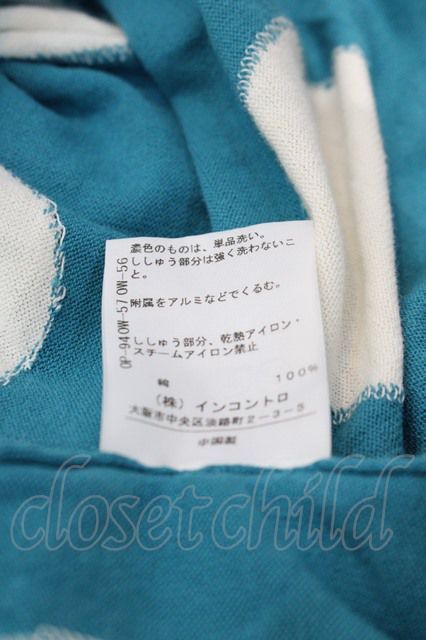 濃色のものは、単品洗い。
ししゅう部分は強く洗わないこ
と。
附属をアルミなどでくるむ。
ししゅう部分、乾熱アイロン・
スチームアイロン禁止
綿 100%
(株) インコントロ
大阪市中央区淡路町2-3-5
中国製
closetchild